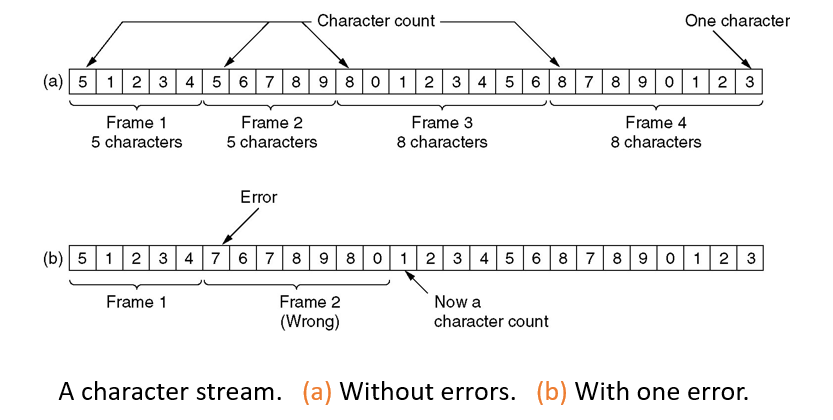 Character count
One character
(a) 5 1 2 3 4 5 6 7 8 9 8 0 1 2 3 4 5 6 8 7 8 9 0 1 2 3
Frame 1 Frame 2 Frame 3 Frame 4
5 characters 5 characters 8 characters 8 characters
Error
(b) 5 1 2 3 4 7 6 7 8 9 8 0 1 2 3 4 5 6 8 7 8 9 0 1 2 3
Frame 1 Frame 2 Now a
(Wrong) character count
A character stream. (a) Without errors. (b) With one error.